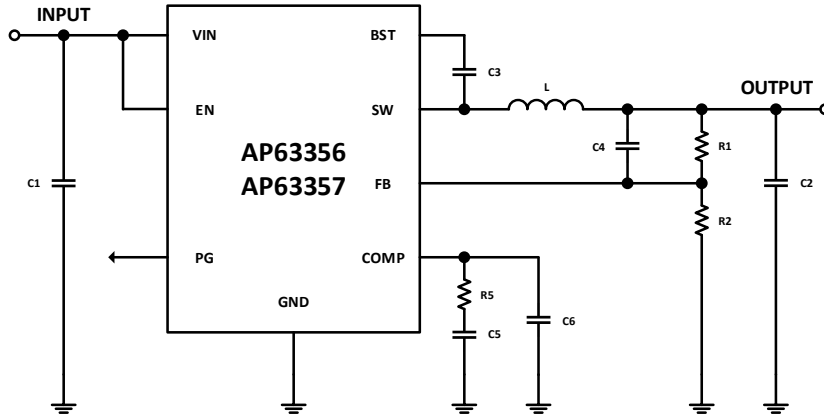 INPUT
VIN
BST
C3
L
OUTPUT
EN
SW
AP63356
AP63357
C4
R1
C1
FB
C2
R2
PG
COMP
GND
R5
C5
C6